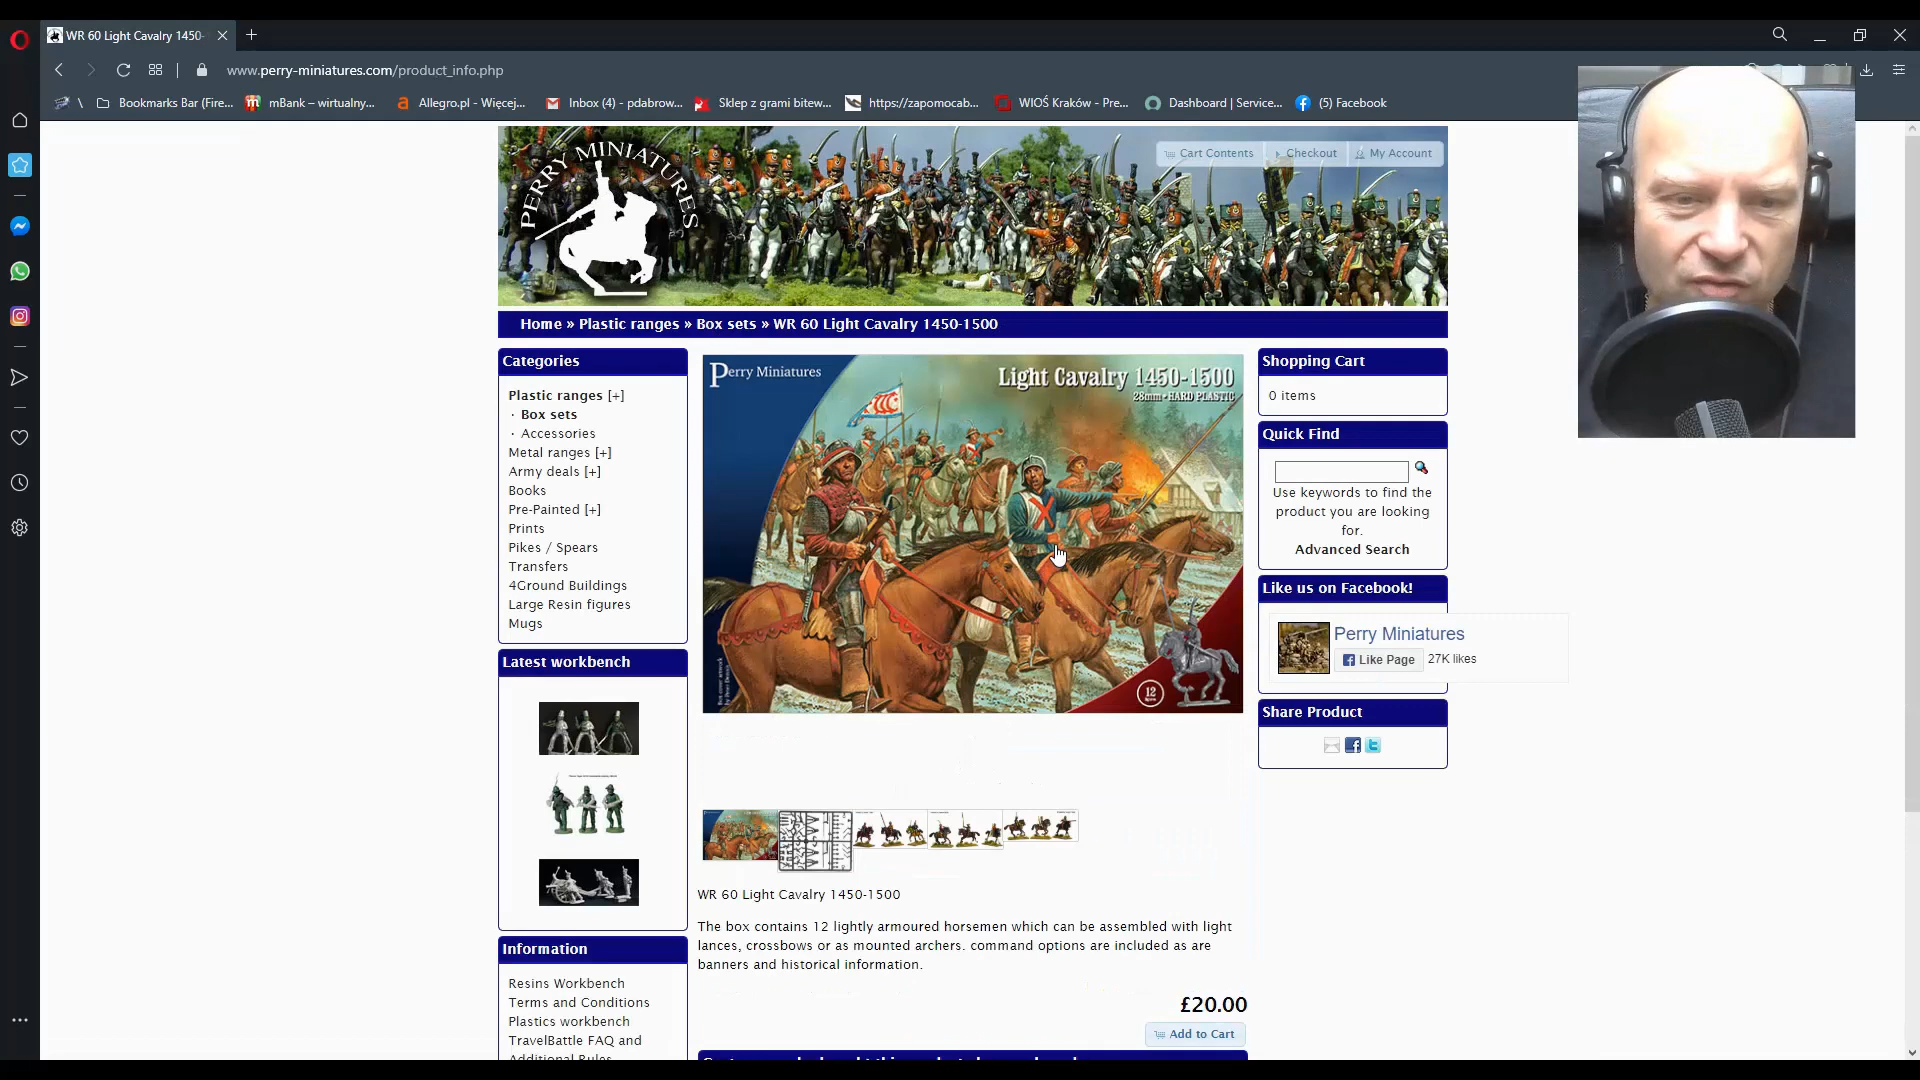 WR 60 Light Cavalry 1450-
www.perry-miniatures.com/product_info.php
\ Bookmarks Bar (Fire... mBank – wirtualny... Allegro.pl - Więcej... Inbox (4) - pdabrow... Sklep z grami bitew... https://zapomocab... WIOŚ Kraków - Pre... Dashboard | Service... (5) Facebook
PERRY MINIATURES
Cart Contents Checkout My Account
Home » Plastic ranges » Box sets » WR 60 Light Cavalry 1450-1500
Categories
Plastic ranges [+]
· Box sets
· Accessories
Metal ranges [+]
Army deals [+]
Books
Pre-Painted [+]
Prints
Pikes / Spears
Transfers
4Ground Buildings
Large Resin figures
Mugs
Latest workbench
Information
Resins Workbench
Terms and Conditions
Plastics workbench
TravelBattle FAQ and
Additional Rules
Perry Miniatures
Light Cavalry 1450-1500
28mm • HARD PLASTIC
12
WR 60 Light Cavalry 1450-1500
The box contains 12 lightly armoured horsemen which can be assembled with light
lances, crossbows or as mounted archers. command options are included as are
banners and historical information.
£20.00
Add to Cart
Shopping Cart
0 items
Quick Find
Use keywords to find the
product you are looking
for.
Advanced Search
Like us on Facebook!
Perry Miniatures
Like Page 27K likes
Share Product